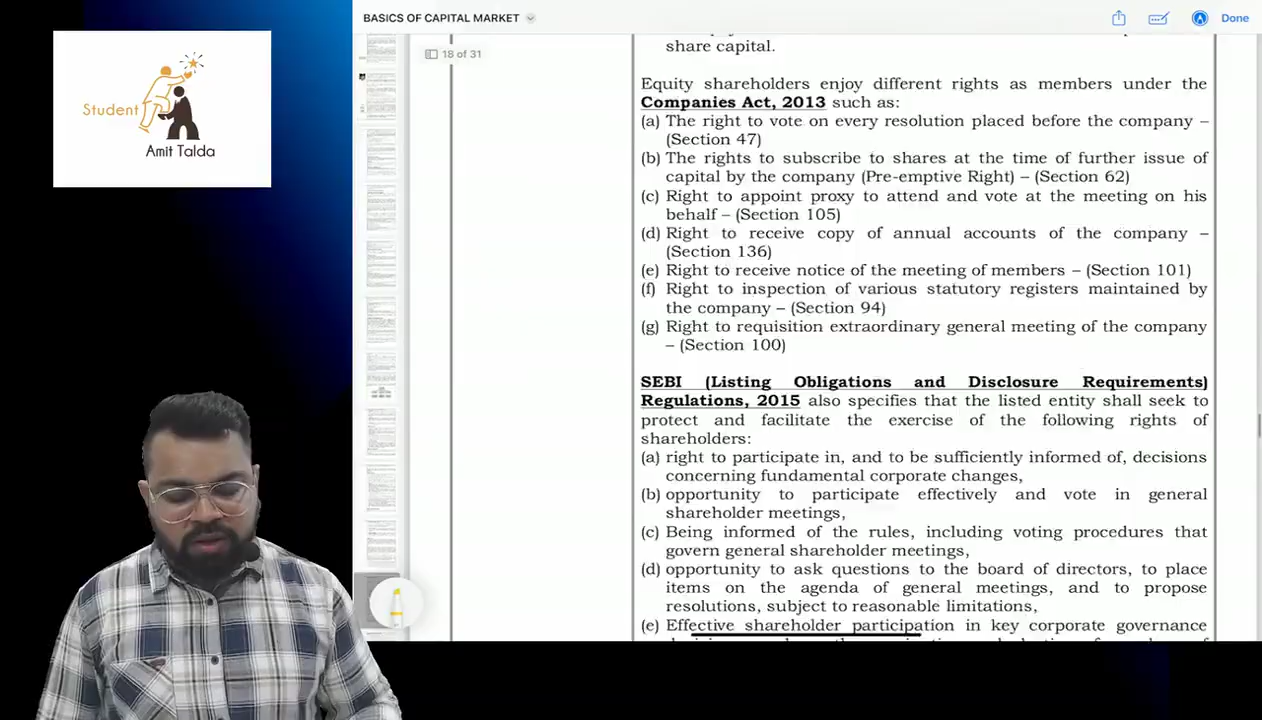 BASICS OF CAPITAL MARKET
Done
18 of 31
Student
Amit Talda
share capital.
Equity shareholders enjoy different rights as members under the
Companies Act, 2013 such as:
(a) The right to vote on every resolution placed before the company –
(Section 47)
(b) The rights to subscribe to shares at the time of further issue of
capital by the company (Pre-emptive Right) – (Section 62)
(c) Right to appoint proxy to attend and vote at the meeting on his
behalf – (Section 105)
(d) Right to receive copy of annual accounts of the company –
(Section 136)
(e) Right to receive notice of the meeting of members – (Section 101)
(f) Right to inspection of various statutory registers maintained by
the company – (Section 94)
(g) Right to requisition extraordinary general meeting of the company
– (Section 100)
SEBI (Listing Obligations and Disclosure Requirements)
Regulations, 2015 also specifies that the listed entity shall seek to
protect and facilitate the exercise of the following rights of
shareholders:
(a) right to participate in, and to be sufficiently informed of, decisions
concerning fundamental corporate changes,
(b) opportunity to participate effectively and vote in general
shareholder meetings,
(c) Being informed of the rules, including voting procedures that
govern general shareholder meetings,
(d) opportunity to ask questions to the board of directors, to place
items on the agenda of general meetings, and to propose
resolutions, subject to reasonable limitations,
(e) Effective shareholder participation in key corporate governance